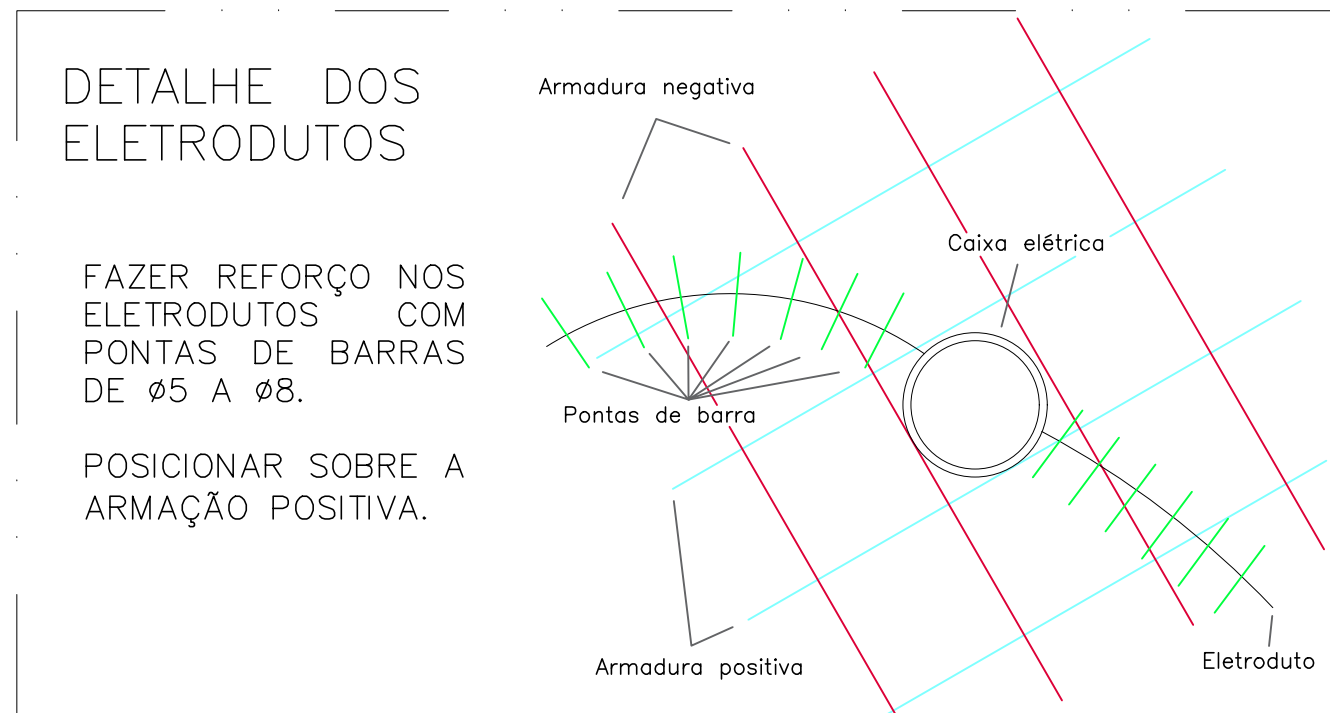 DETALHE DOS
ELETRODUTOS
FAZER REFORÇO NOS
ELETRODUTOS COM
PONTAS DE BARRAS
DE ø5 A ø8.
POSICIONAR SOBRE A
ARMAÇÃO POSITIVA.
Armadura negativa
Caixa elétrica
Pontas de barra
Armadura positiva
Eletroduto